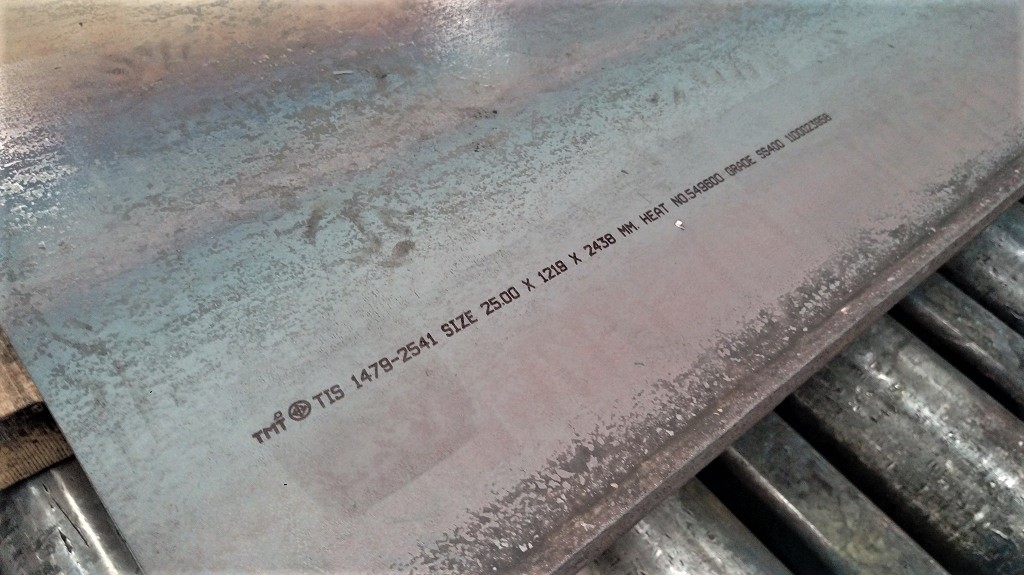 TMT TIS 1479-2541 SIZE 25.00 X 1219 X 2438 MM. HEAT NO.549600 GRADE SS400